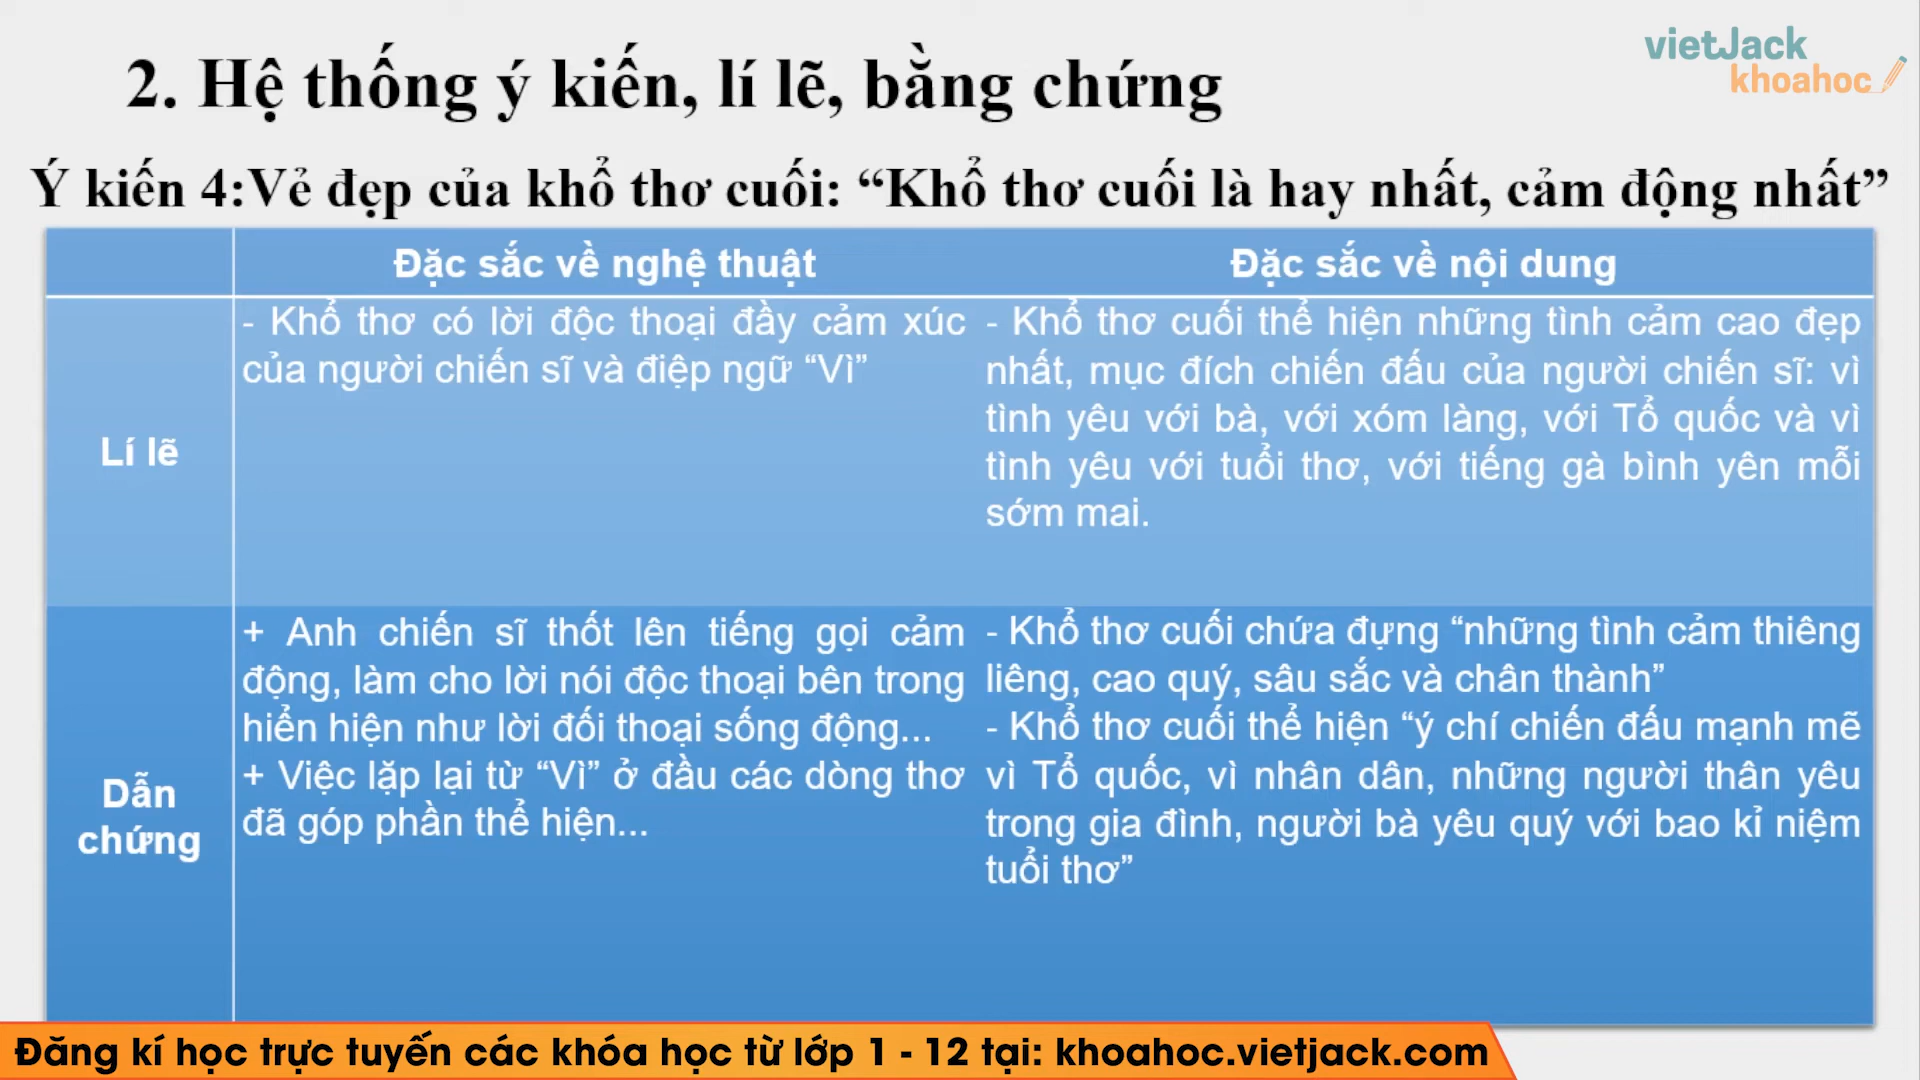 vietJack
khoahoc
2. Hệ thống ý kiến, lí lẽ, bằng chứng
Ý kiến 4:Vẻ đẹp của khổ thơ cuối: “Khổ thơ cuối là hay nhất, cảm động nhất”
Đặc sắc về nghệ thuật
Đặc sắc về nội dung
Lí lẽ
- Khổ thơ có lời độc thoại đầy cảm xúc
của người chiến sĩ và điệp ngữ “Vì”
- Khổ thơ cuối thể hiện những tình cảm cao đẹp
nhất, mục đích chiến đấu của người chiến sĩ: vì
tình yêu với bà, với xóm làng, với Tổ quốc và vì
tình yêu với tuổi thơ, với tiếng gà bình yên mỗi
sớm mai.
Dẫn
chứng
+ Anh chiến sĩ thốt lên tiếng gọi cảm
động, làm cho lời nói độc thoại bên trong
hiển hiện như lời đối thoại sống động...
+ Việc lặp lại từ “Vì” ở đầu các dòng thơ
đã góp phần thể hiện...
- Khổ thơ cuối chứa đựng “những tình cảm thiêng
liêng, cao quý, sâu sắc và chân thành”
- Khổ thơ cuối thể hiện “ý chí chiến đấu mạnh mẽ
vì Tổ quốc, vì nhân dân, những người thân yêu
trong gia đình, người bà yêu quý với bao kỉ niệm
tuổi thơ”
Đăng kí học trực tuyến các khóa học từ lớp 1 - 12 tại: khoahoc.vietjack.com